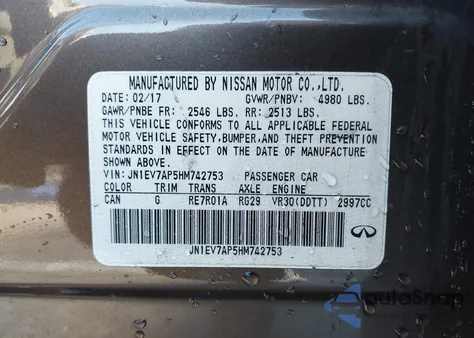 MANUFACTURED BY NISSAN MOTOR CO.,LTD.
DATE: 02/17 GVWR/PNBV: 4980 LBS.
GAWR/PNBE FR: 2546 LBS. RR: 2513 LBS.
THIS VEHICLE CONFORMS TO ALL APPLICABLE FEDERAL
MOTOR VEHICLE SAFETY,BUMPER,AND THEFT PREVENTION
STANDARDS IN EFFECT ON THE DATE OF MANUFACTURE
SHOWN ABOVE.
VIN: JN1EV7AP5HM742753 PASSENGER CAR
COLOR TRIM TRANS AXLE ENGINE
CAN G RE7R01A RG29 VR30(DDTT) 2997CC
JN1EV7AP5HM742753
AutoSnap